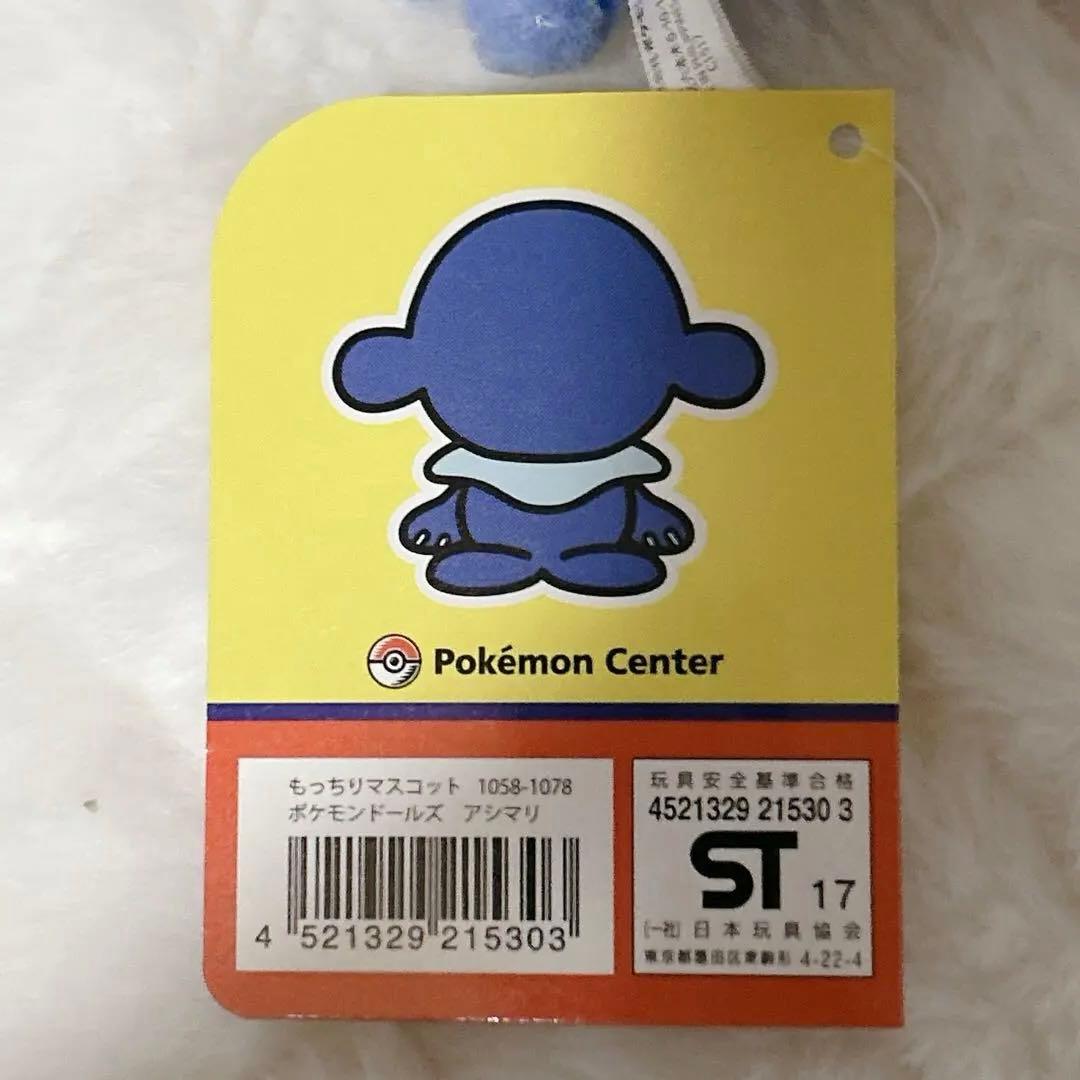 Pokémon Center
もっちりマスコット 1058-1078
ポケモンドールズ アシマリ
4 521329 215303
玩具安全基準合格
4521329 21530 3
ST 17
(一社)日本玩具協会
東京都墨田区東駒形 4-22-4